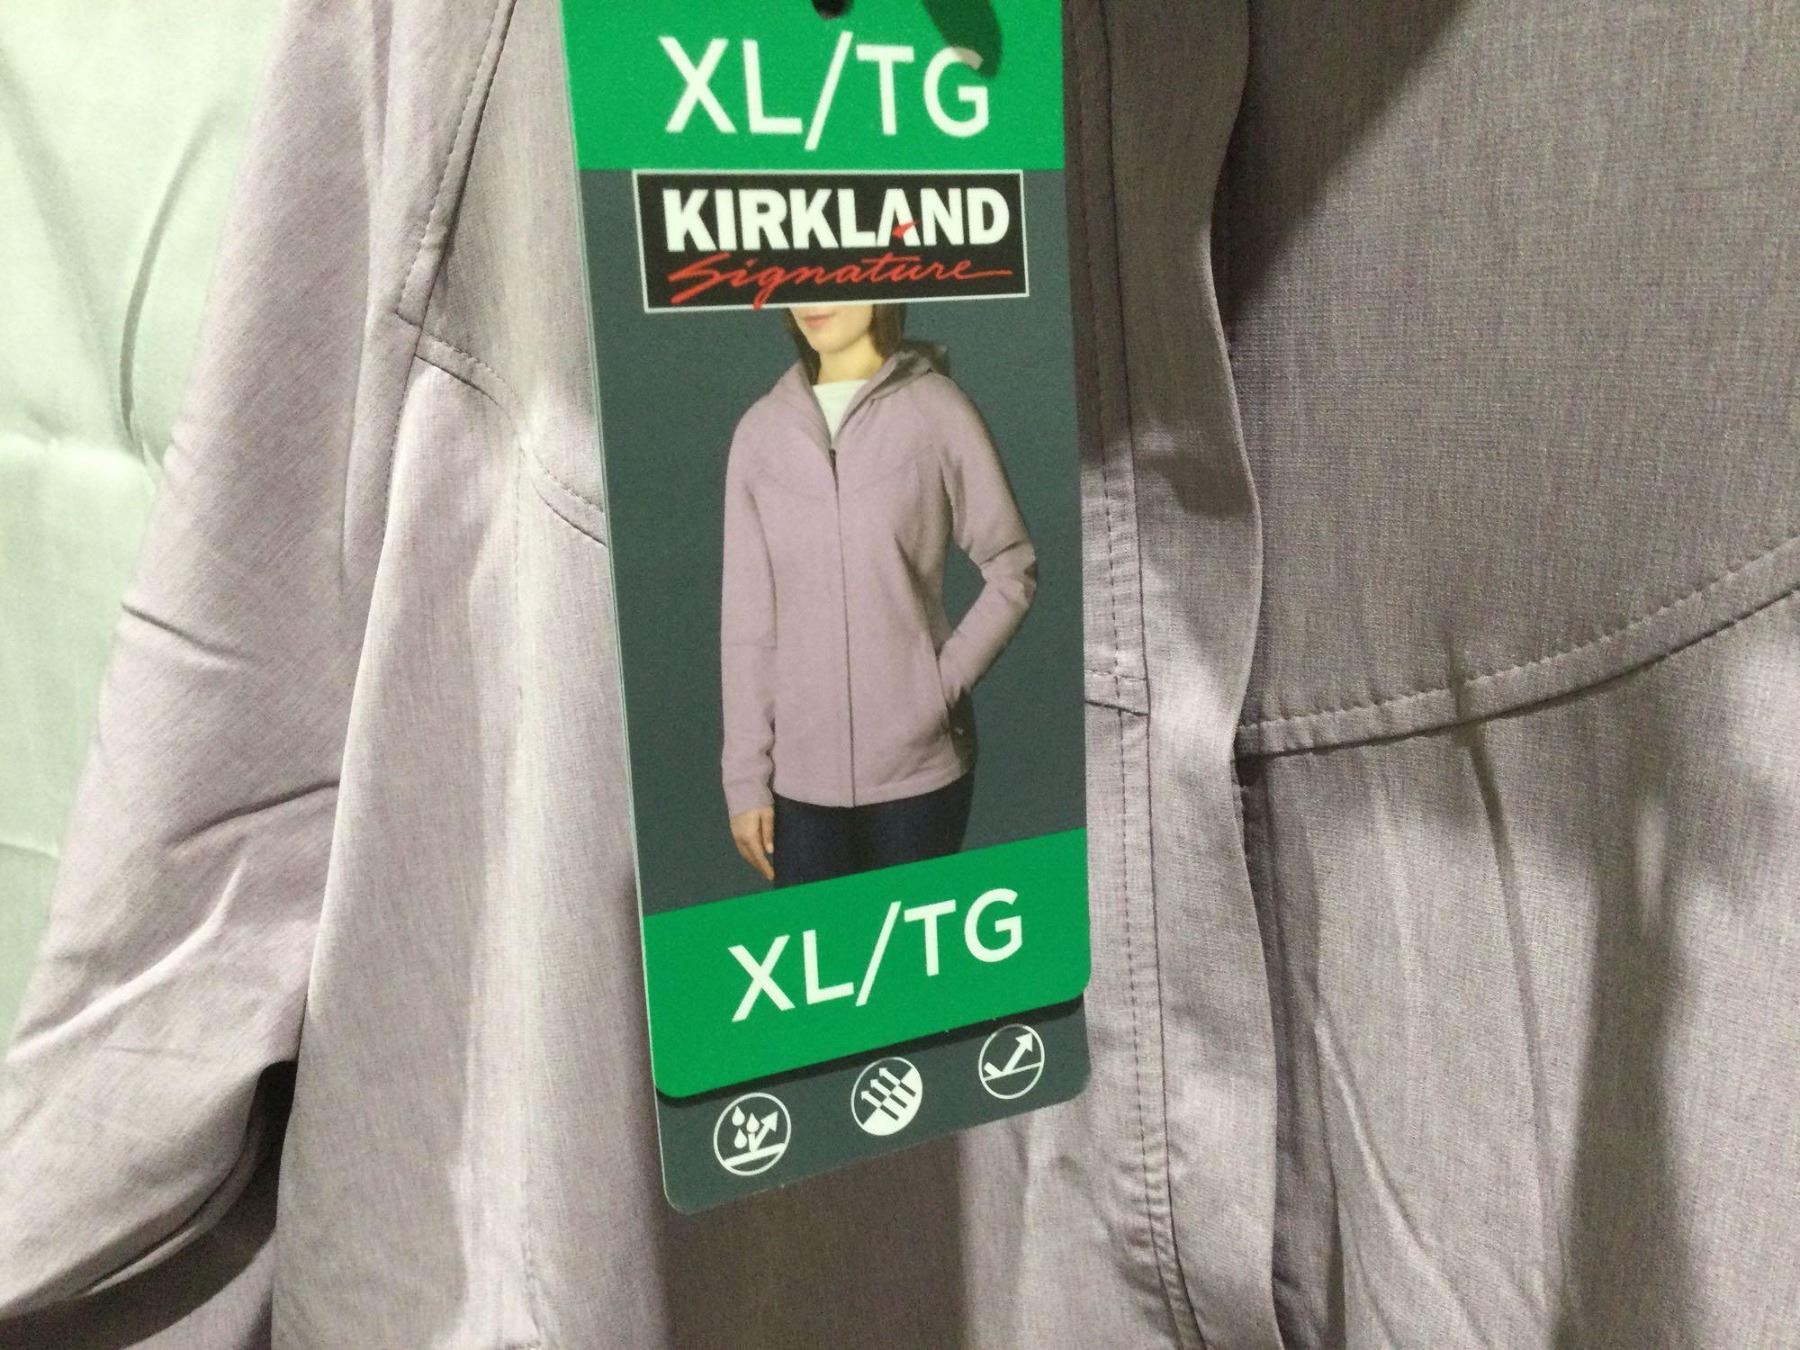 XL/TG
KIRKLAND
Signature
XL/TG